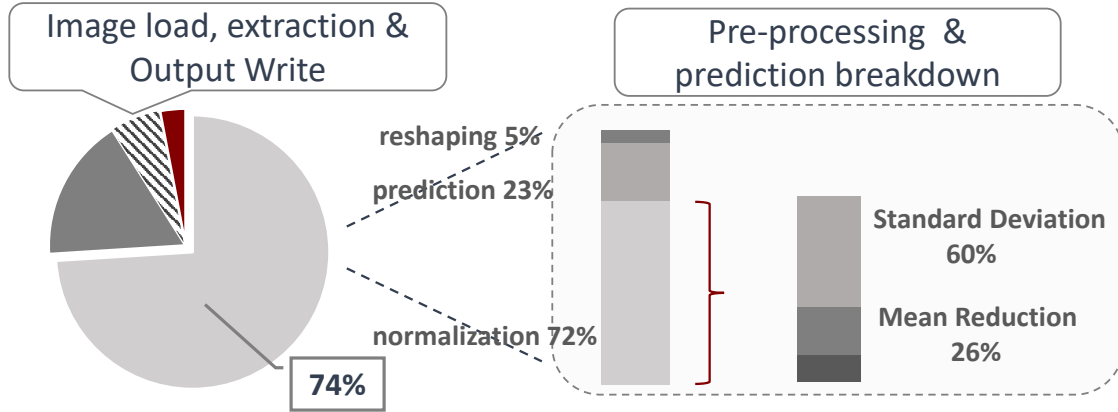 Image load, extraction &
Output Write
Pre-processing &
prediction breakdown
reshaping 5%
prediction 23%
normalization 72%
74%
Standard Deviation
60%
Mean Reduction
26%